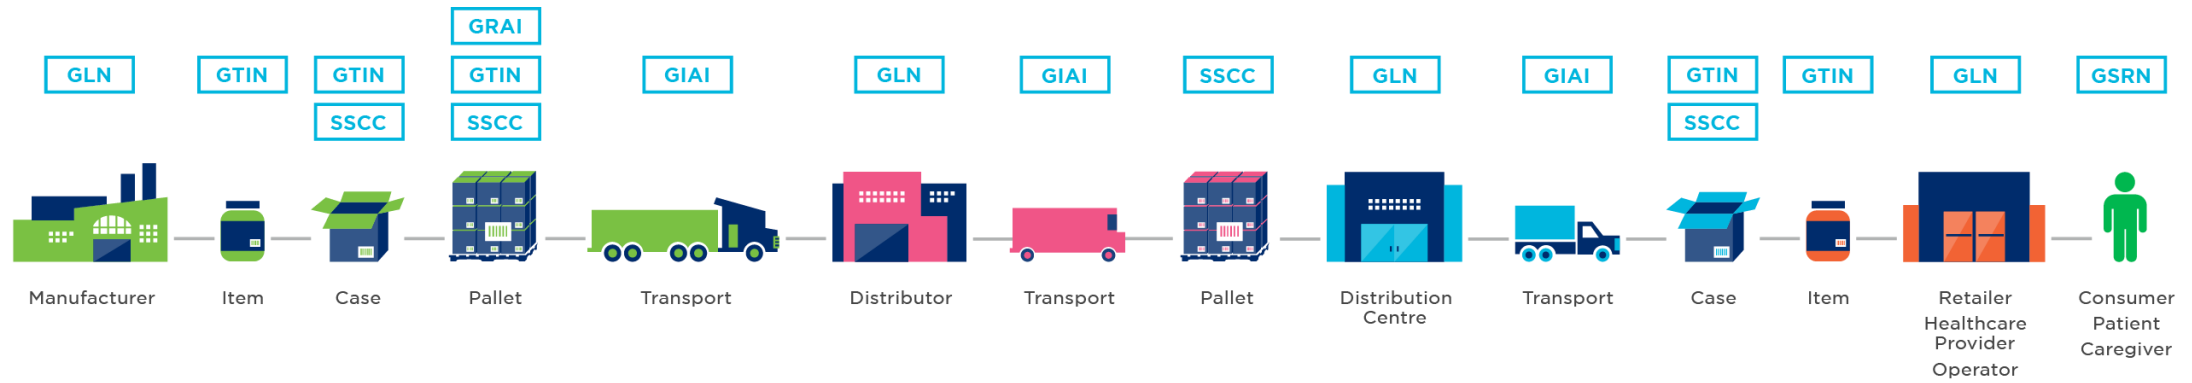 GRAI
GLN GTIN GTIN GTIN GIAI GLN GIAI SSCC GLN GIAI GTIN GTIN GLN GSRN
SSCC SSCC SSCC
Manufacturer Item Case Pallet Transport Distributor Transport Pallet Distribution Transport Case Item Retailer Consumer
Centre Healthcare Patient
Provider Caregiver
Operator